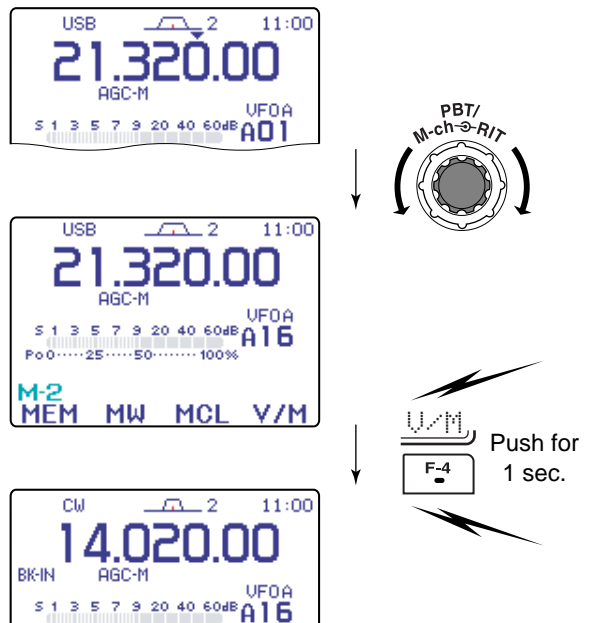 USB 2 11:00
21.320.00
AGC-M
VFOA
S 1 3 5 7 9 20 40 60dB A01
PBT/
M-ch RIT
USB 2 11:00
21.320.00
AGC-M
VFOA
S 1 3 5 7 9 20 40 60dB A16
Po0·····25·····50········100%
M-2
MEM MW MCL V/M
V/M
F-4
Push for
1 sec.
CW 2 11:00
14.020.00
BK-IN AGC-M
VFOA
S 1 3 5 7 9 20 40 60dB A16